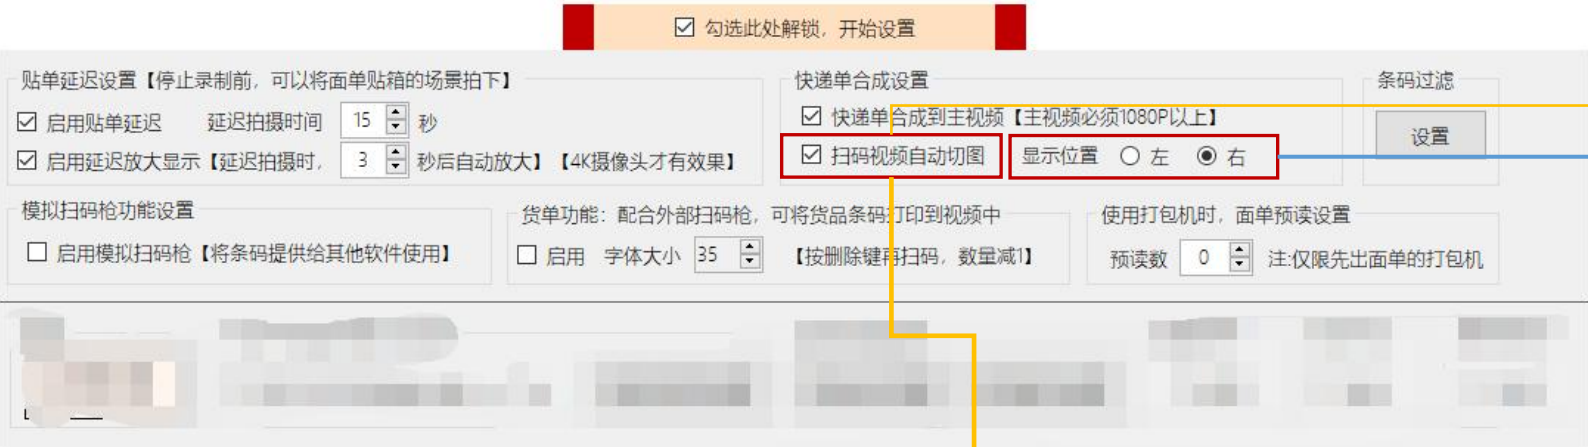 勾选此处解锁，开始设置
贴单延迟设置【停止录制前，可以将面单贴箱的场景拍下】
启用贴单延迟 延迟拍摄时间 15 秒
启用延迟放大显示【延迟拍摄时， 3 秒后自动放大】【4K摄像头才有效果】
快递单合成设置
快递单合成到主视频【主视频必须1080P以上】
扫码视频自动切图 显示位置 左 右
条码过滤
设置
模拟扫码枪功能设置
启用模拟扫码枪【将条码提供给其他软件使用】
货单功能：配合外部扫码枪，可将货品条码打印到视频中
启用 字体大小 35 【按删除键再扫码，数量减1】
使用打包机时，面单预读设置
预读数 0 注:仅限先出面单的打包机